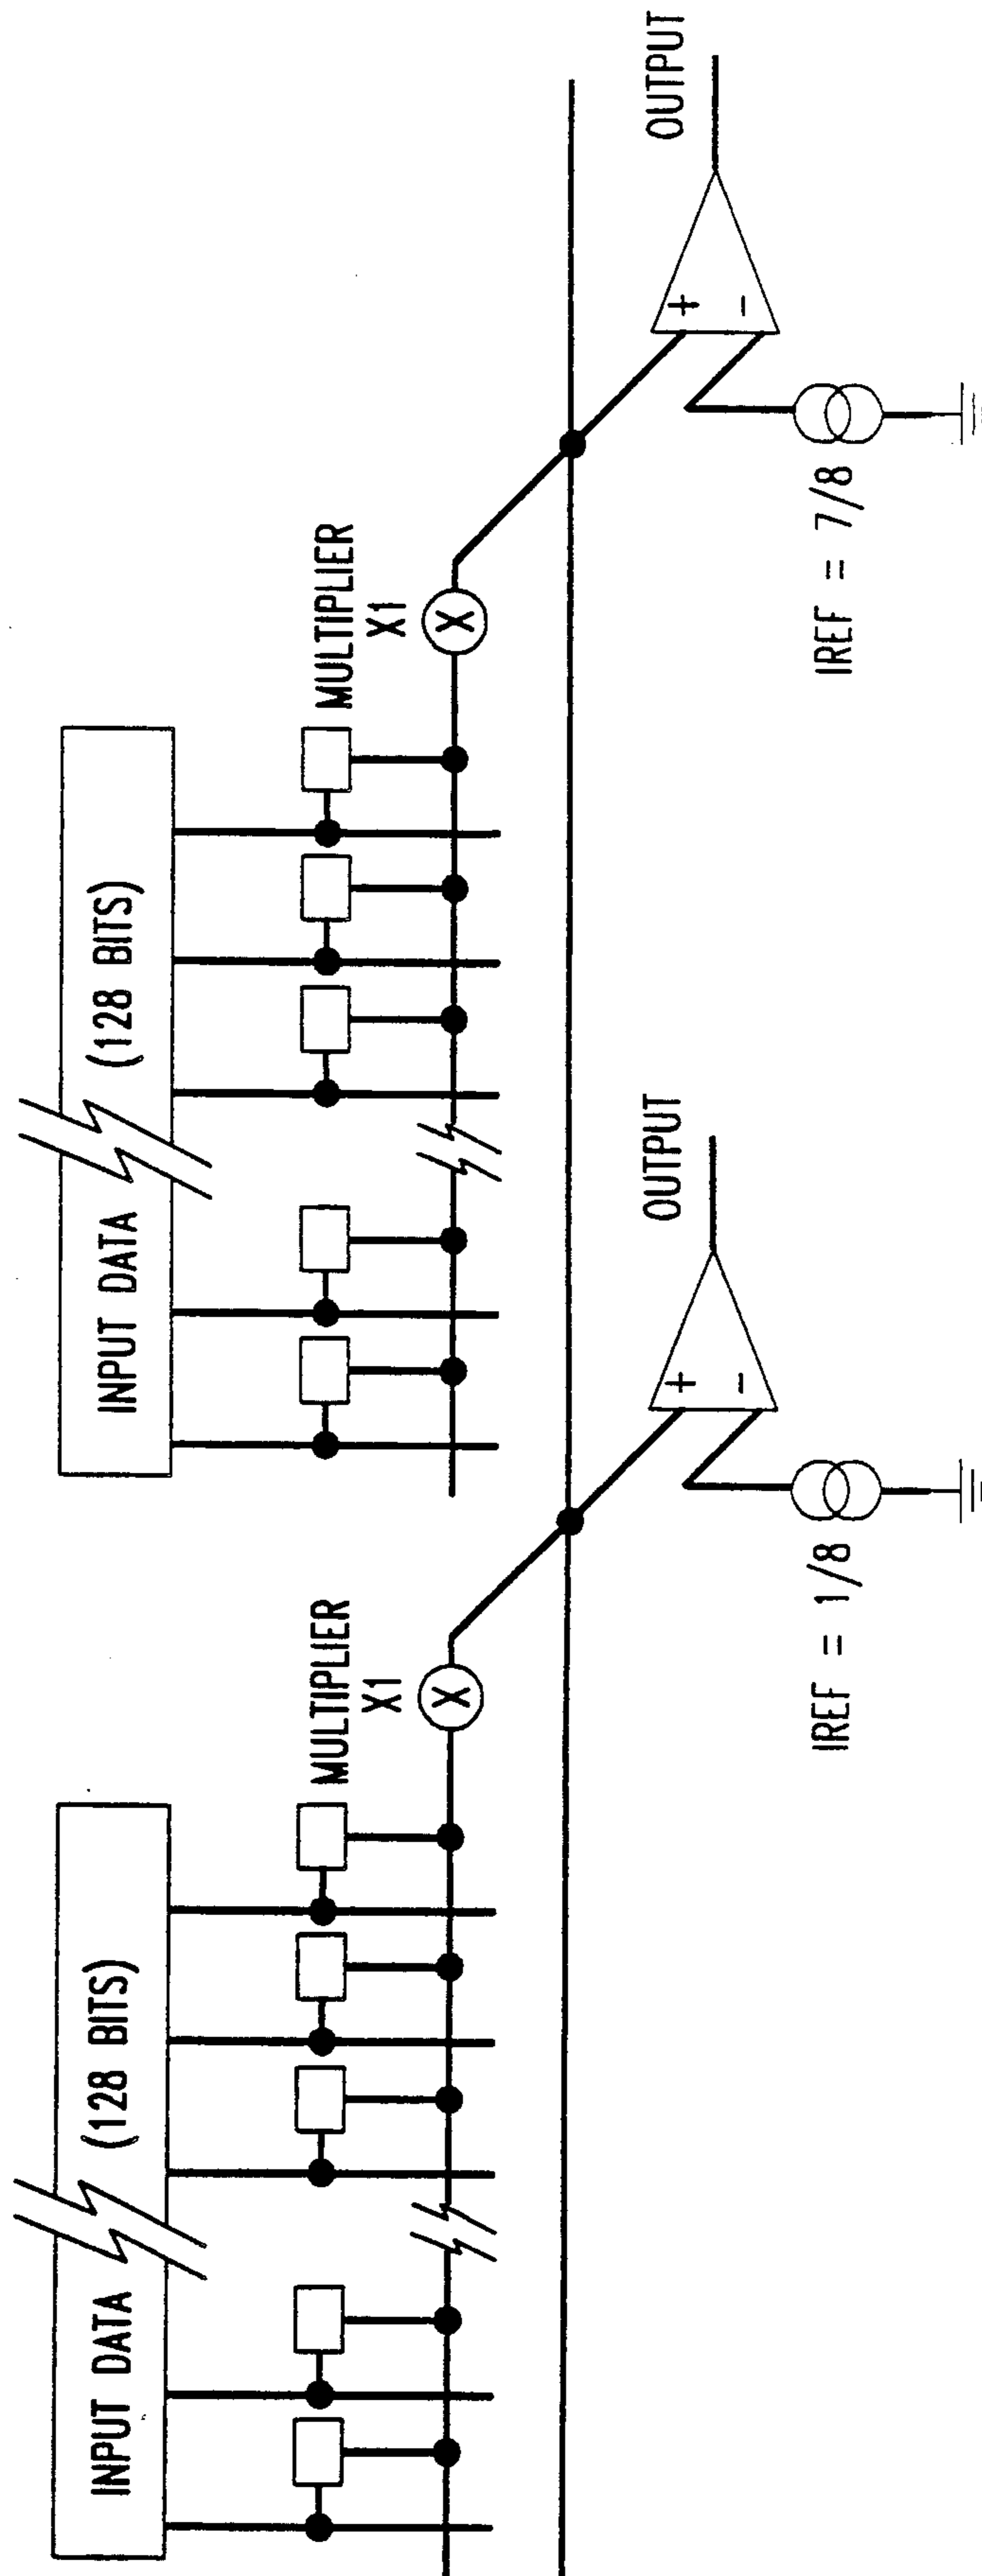 INPUT DATA (128 BITS)
MULTIPLIER
X1
X
+
-
OUTPUT
IREF = 1/8
INPUT DATA (128 BITS)
MULTIPLIER
X1
X
+
-
OUTPUT
IREF = 7/8